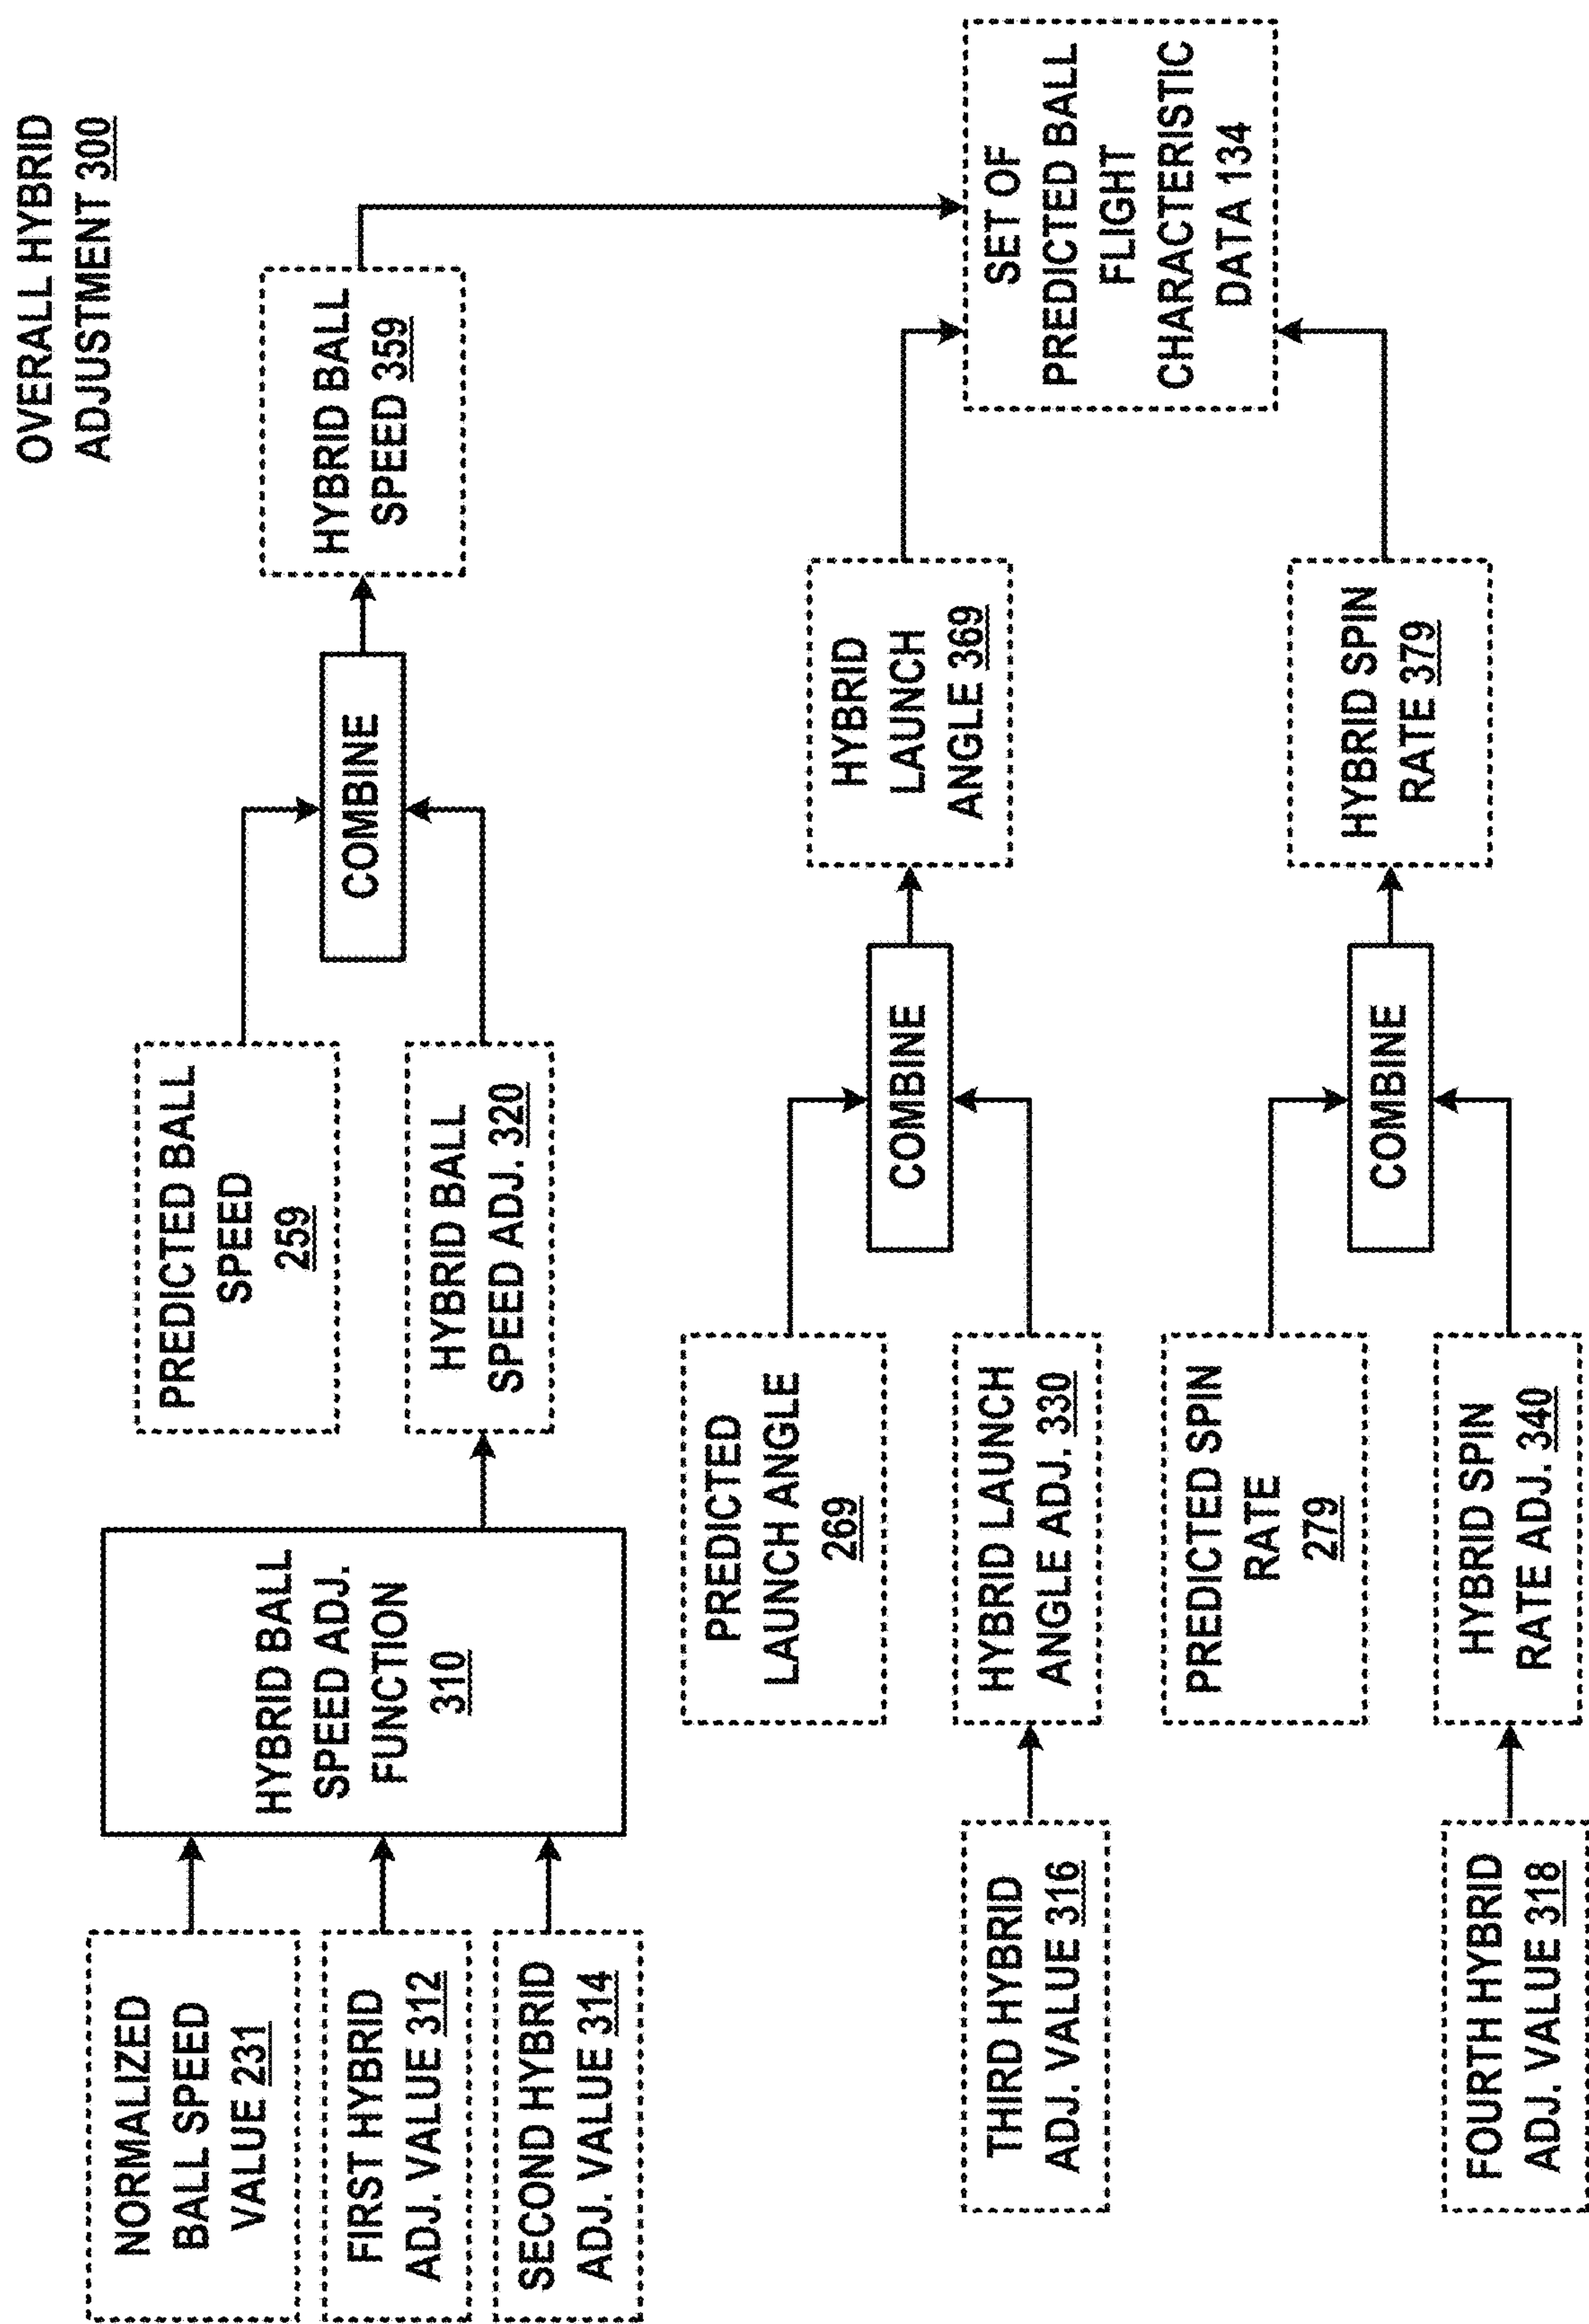 OVERALL HYBRID
ADJUSTMENT 300
NORMALIZED
BALL SPEED
VALUE 231
FIRST HYBRID
ADJ. VALUE 312
SECOND HYBRID
ADJ. VALUE 314
HYBRID BALL
SPEED ADJ.
FUNCTION
310
PREDICTED BALL
SPEED
259
HYBRID BALL
SPEED ADJ. 320
COMBINE
HYBRID BALL
SPEED 359
THIRD HYBRID
ADJ. VALUE 316
PREDICTED
LAUNCH ANGLE
269
HYBRID LAUNCH
ANGLE ADJ. 330
COMBINE
HYBRID
LAUNCH
ANGLE 369
FOURTH HYBRID
ADJ. VALUE 318
PREDICTED SPIN
RATE
279
HYBRID SPIN
RATE ADJ. 340
COMBINE
HYBRID SPIN
RATE 379
SET OF
PREDICTED BALL
FLIGHT
CHARACTERISTIC
DATA 134